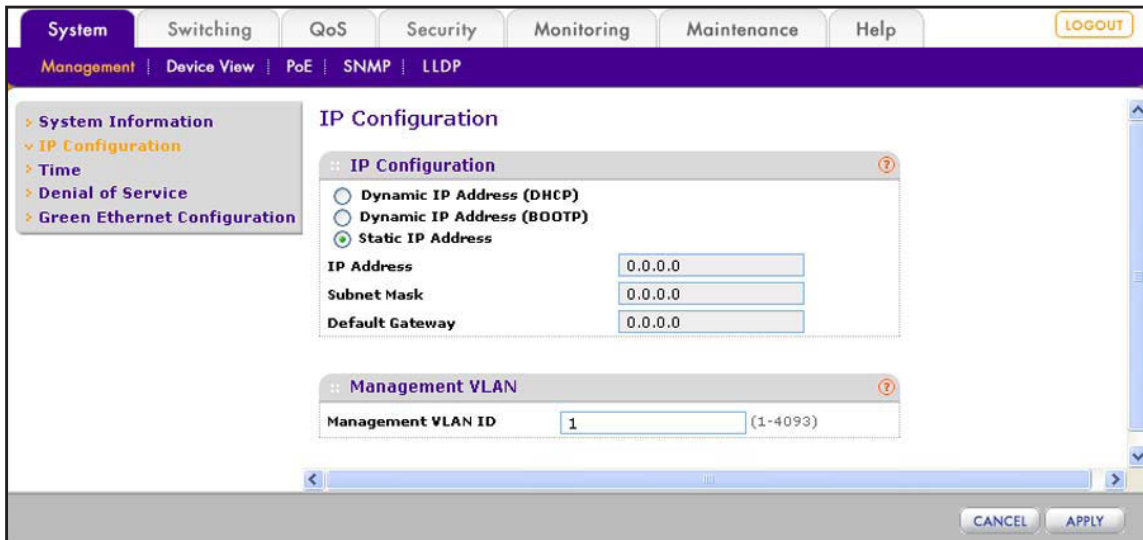 System Switching QoS Security Monitoring Maintenance Help LOGOUT
Management Device View PoE SNMP LLDP
System Information
IP Configuration
Time
Denial of Service
Green Ethernet Configuration
IP Configuration
IP Configuration ?
Dynamic IP Address (DHCP)
Dynamic IP Address (BOOTP)
Static IP Address
IP Address 0.0.0.0
Subnet Mask 0.0.0.0
Default Gateway 0.0.0.0
Management VLAN ?
Management VLAN ID 1 (1-4093)
CANCEL APPLY